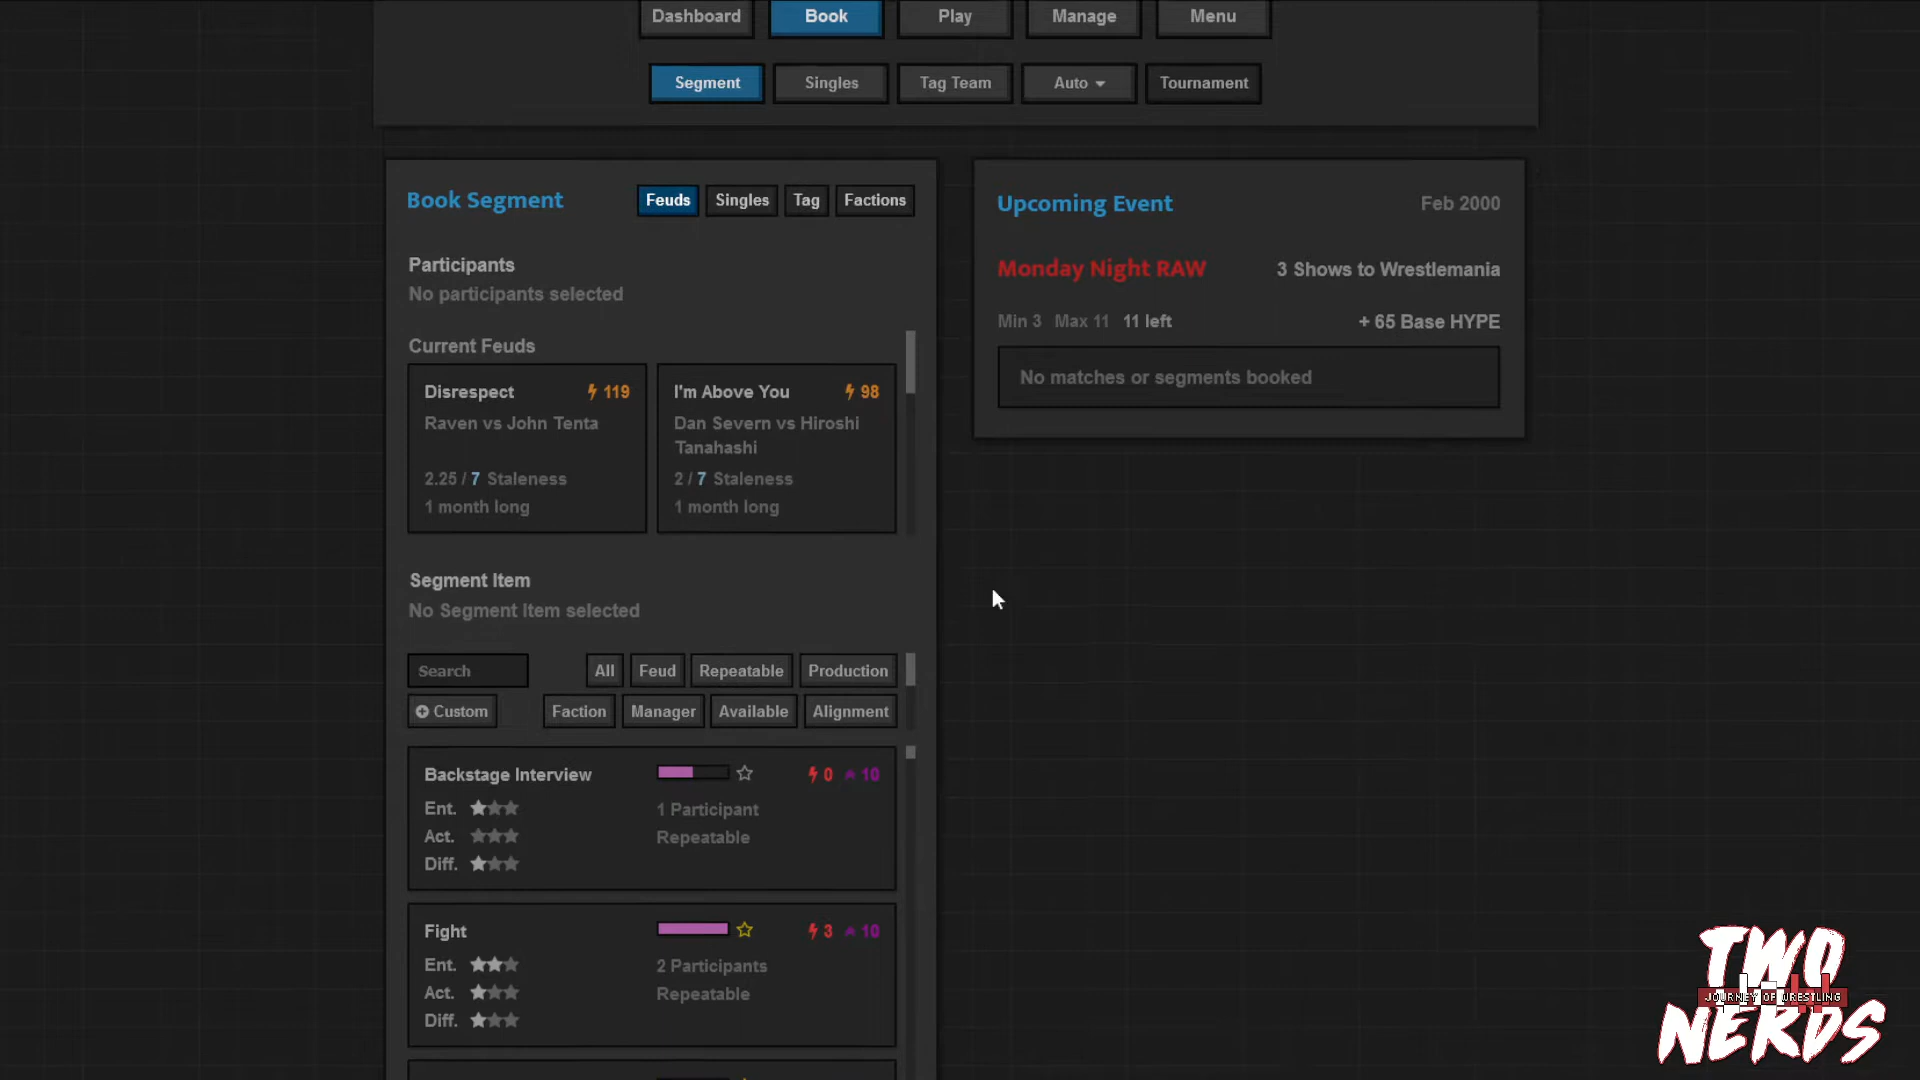 Dashboard Book Play Manage Menu
Segment Singles Tag Team Auto Tournament
Book Segment Feuds Singles Tag Factions
Participants
No participants selected
Current Feuds
Disrespect 119
Raven vs John Tenta
2.25 / 7 Staleness
1 month long
I'm Above You 98
Dan Severn vs Hiroshi
Tanahashi
2 / 7 Staleness
1 month long
Segment Item
No Segment Item selected
Search All Feud Repeatable Production
Custom Faction Manager Available Alignment
Backstage Interview 0 10
Ent. 1 Participant
Act. Repeatable
Diff.
Fight 3 10
Ent. 2 Participants
Act. Repeatable
Diff.
Upcoming Event Feb 2000
Monday Night RAW 3 Shows to Wrestlemania
Min 3 Max 11 11 left + 65 Base HYPE
No matches or segments booked
TWO
JOURNEY OF WRESTLING
NERDS